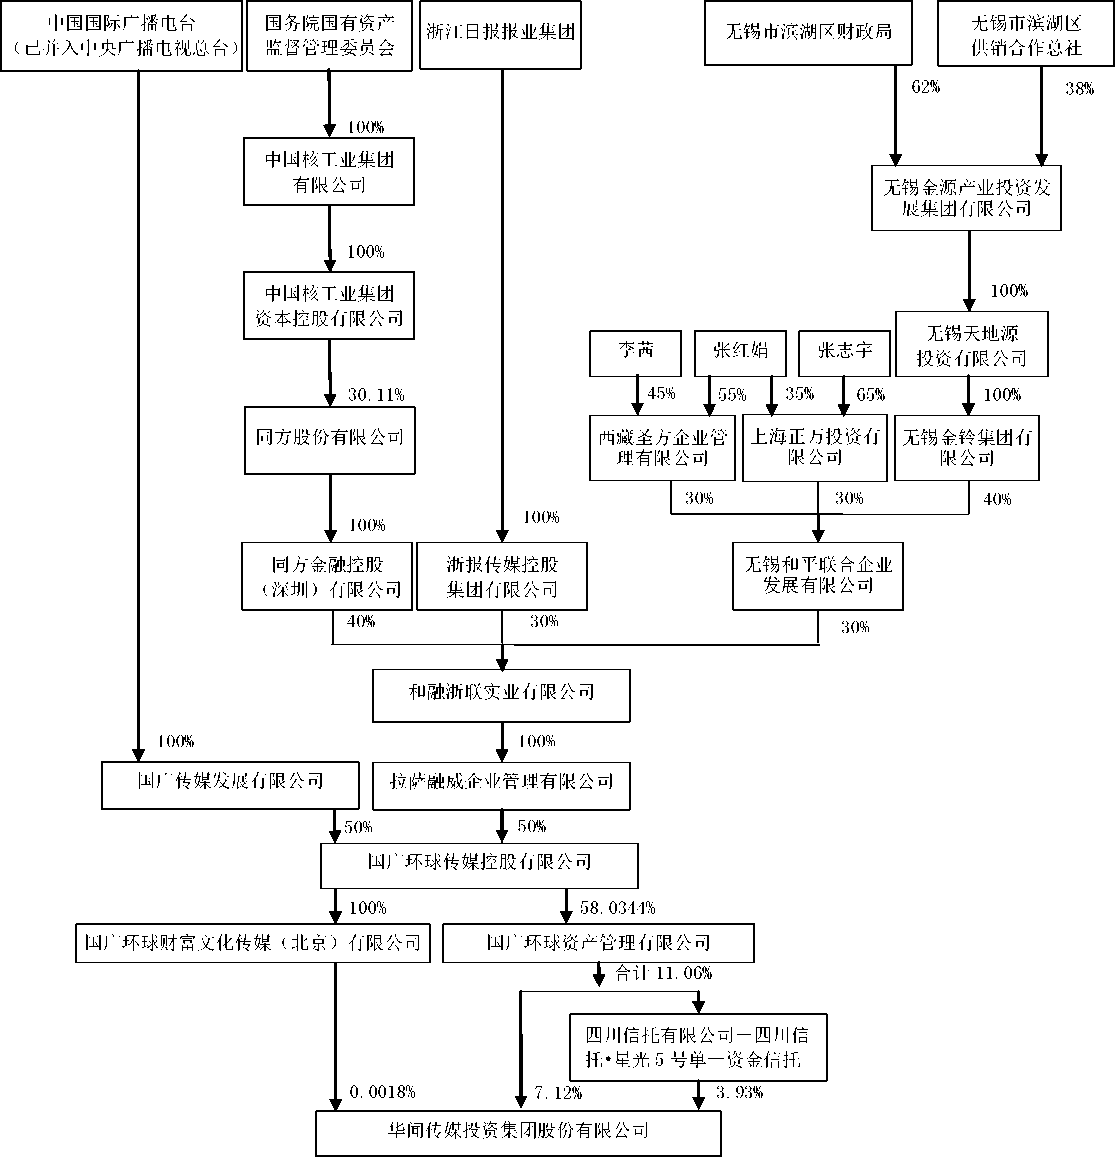 中国国际广播电台
（已并入中央广播电视总台）
国务院国有资产
监督管理委员会
浙江日报报业集团
无锡市滨湖区财政局
无锡市滨湖区
供销合作总社
62%
38%
100%
中国核工业集团
有限公司
无锡金源产业投资发
展集团有限公司
100%
中国核工业集团
资本控股有限公司
100%
无锡天地源
投资有限公司
李茜
张红娟
张志宇
30.11%
45%
55%
35%
65%
100%
同方股份有限公司
西藏圣方企业管
理有限公司
上海正万投资有
限公司
无锡金铃集团有
限公司
30%
30%
40%
100%
100%
同方金融控股
（深圳）有限公司
浙报传媒控股
集团有限公司
无锡和平联合企业
发展有限公司
40%
30%
30%
和融浙联实业有限公司
100%
100%
国广传媒发展有限公司
拉萨融威企业管理有限公司
50%
50%
国广环球传媒控股有限公司
100%
58.0344%
国广环球财富文化传媒（北京）有限公司
国广环球资产管理有限公司
合计 11.06%
四川信托有限公司－四川信
托•星光 5 号单一资金信托
0.0018%
7.12%
3.93%
华闻传媒投资集团股份有限公司